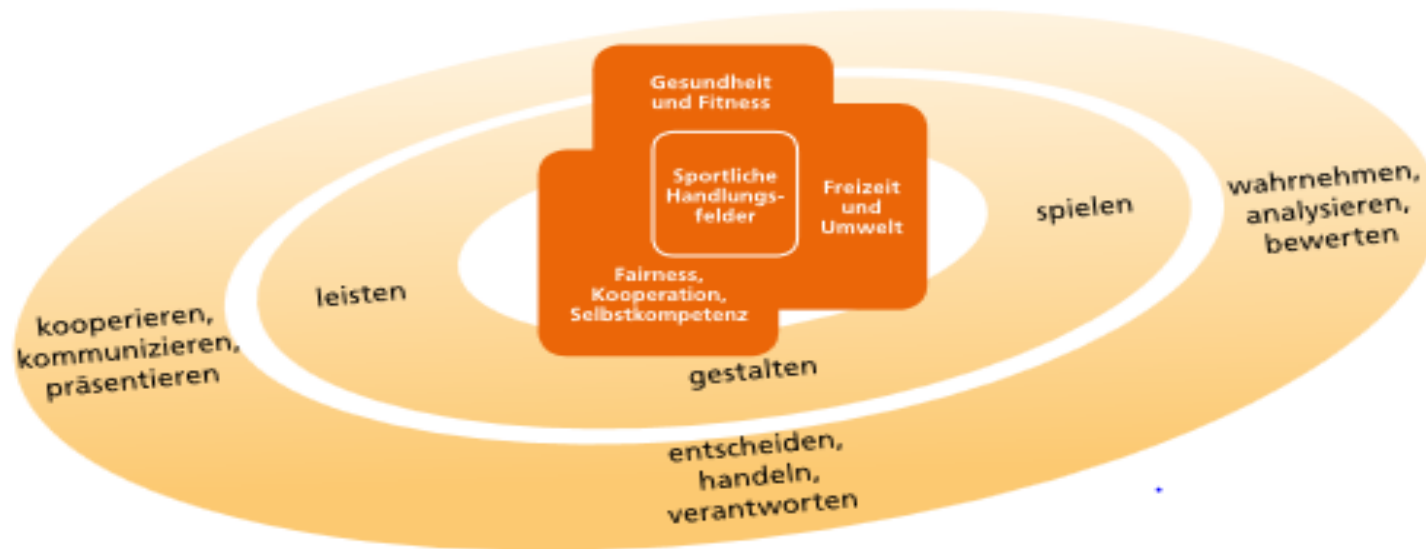 Gesundheit
und Fitness
Sportliche
Handlungs-
felder
Freizeit
und
Umwelt
Fairness,
Kooperation,
Selbstkompetenz
leisten
spielen
gestalten
kooperieren,
kommunizieren,
präsentieren
wahrnehmen,
analysieren,
bewerten
entscheiden,
handeln,
verantworten